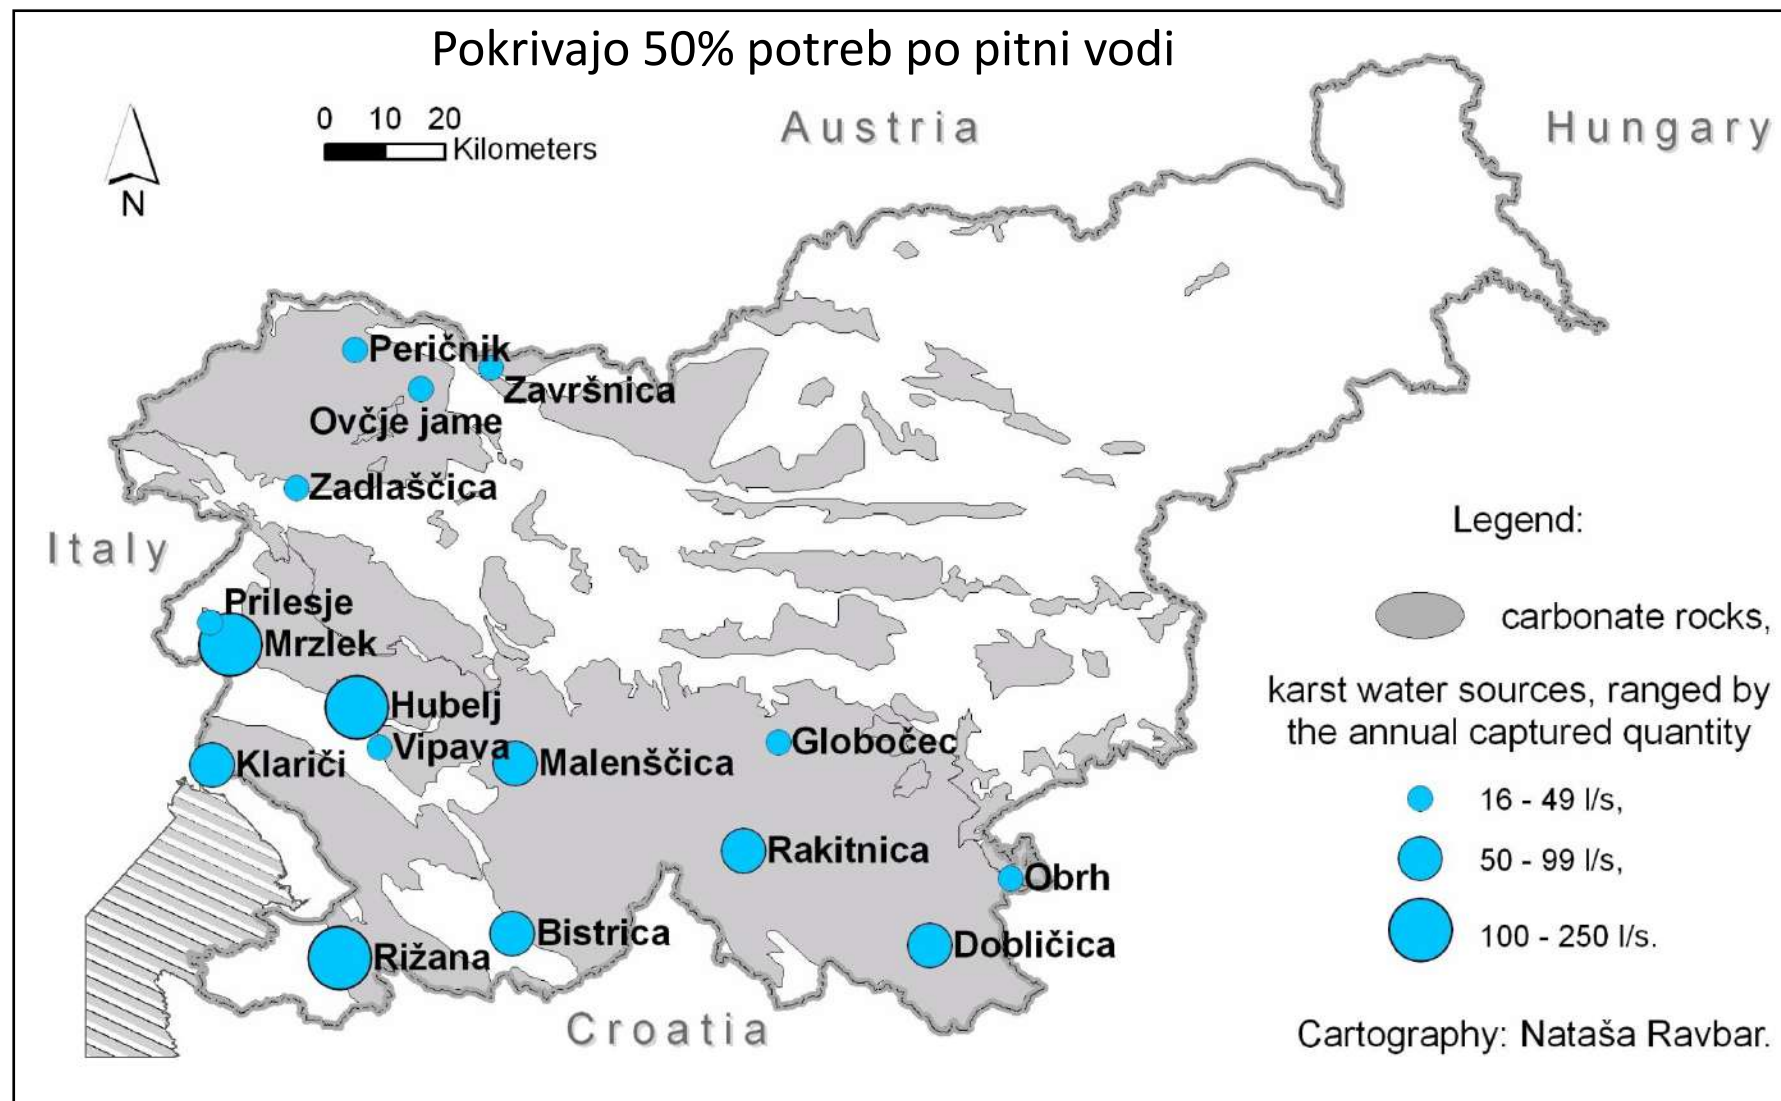 Pokrivajo 50% potreb po pitni vodi
0 10 20
Kilometers
N
Austria
Hungary
Italy
Croatia
Peričnik
Završnica
Ovčje jame
Zadlaščica
Prilesje
Mrzlek
Hubelj
Vipava
Klariči
Malenščica
Globočec
Rakitnica
Obrh
Bistrica
Dobličica
Rižana
Legend:
carbonate rocks,
karst water sources, ranged by
the annual captured quantity
16 - 49 l/s,
50 - 99 l/s,
100 - 250 l/s.
Cartography: Nataša Ravbar.